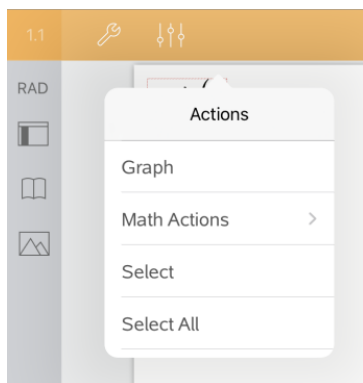 1.1
RAD
Actions
Graph
Math Actions
Select
Select All